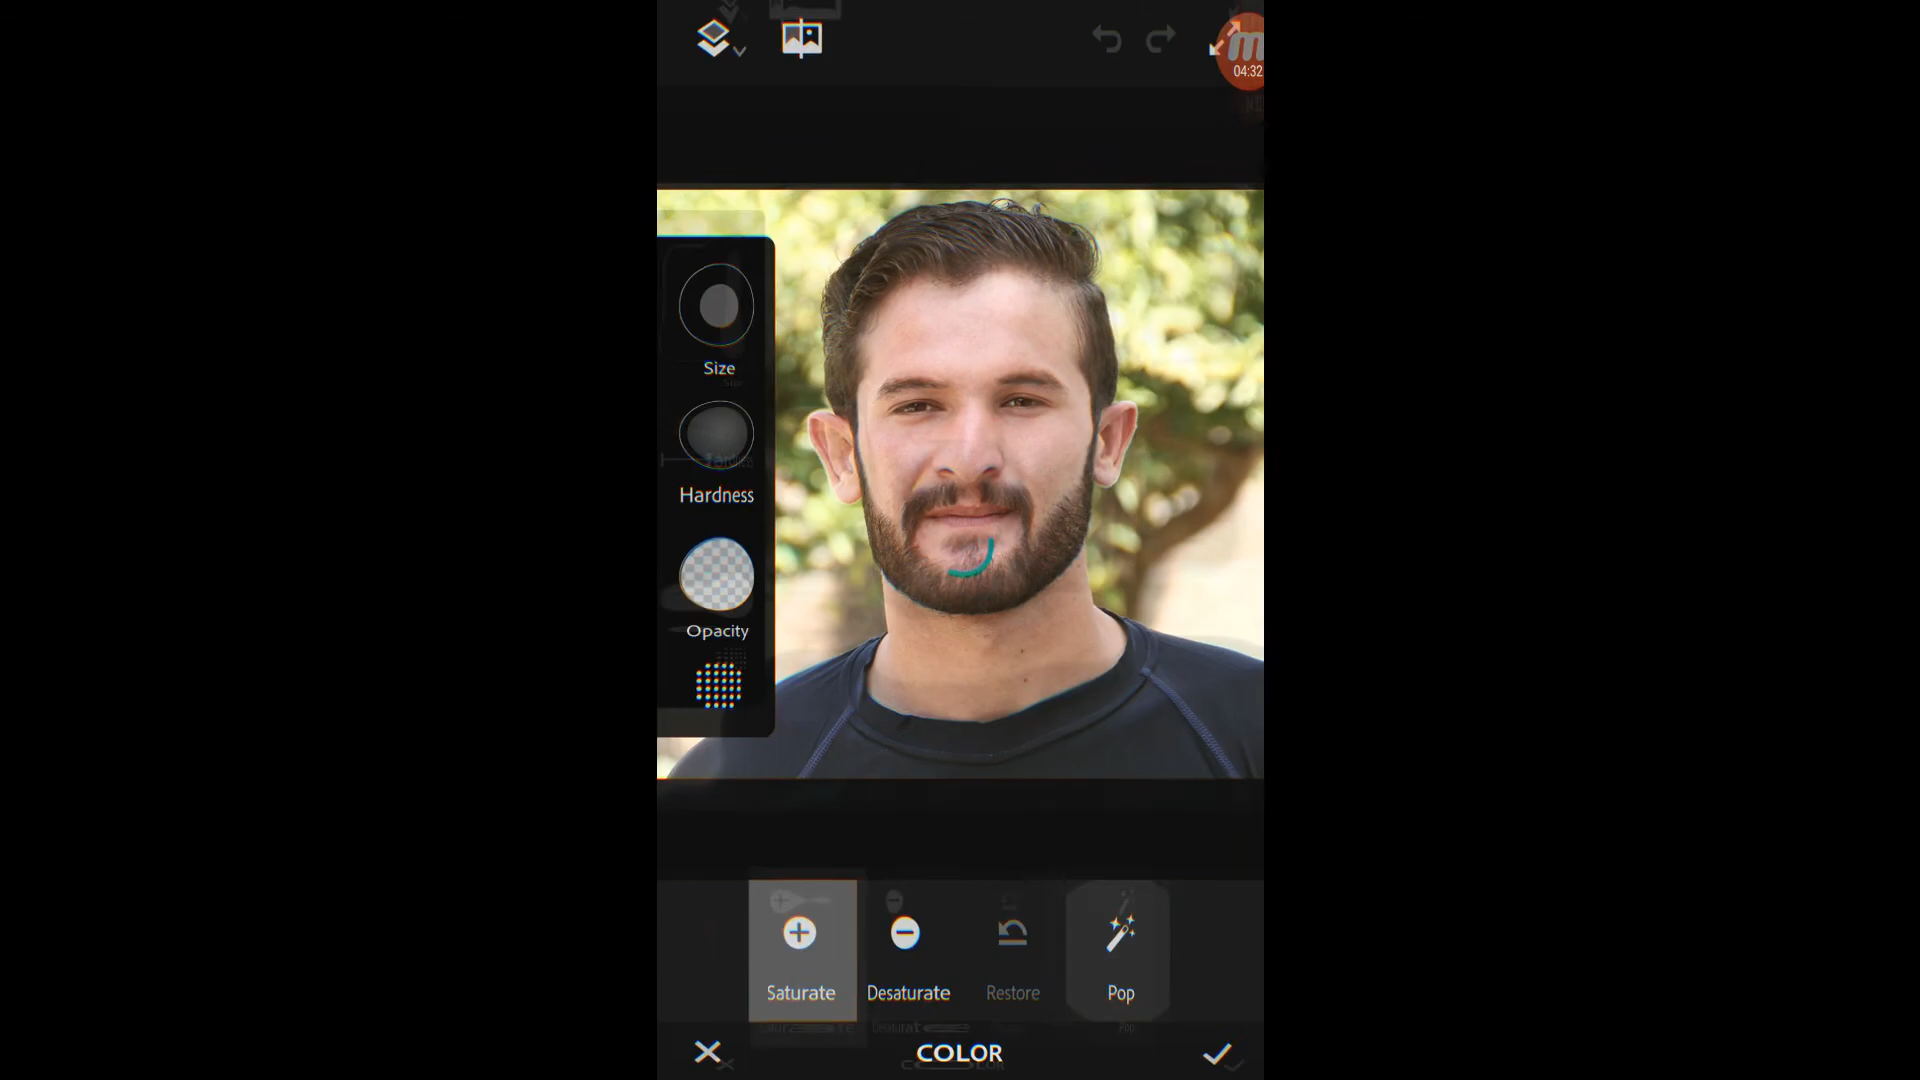 m
04:32
Size
Hardness
Opacity
Saturate
Desaturate
Restore
Pop
COLOR